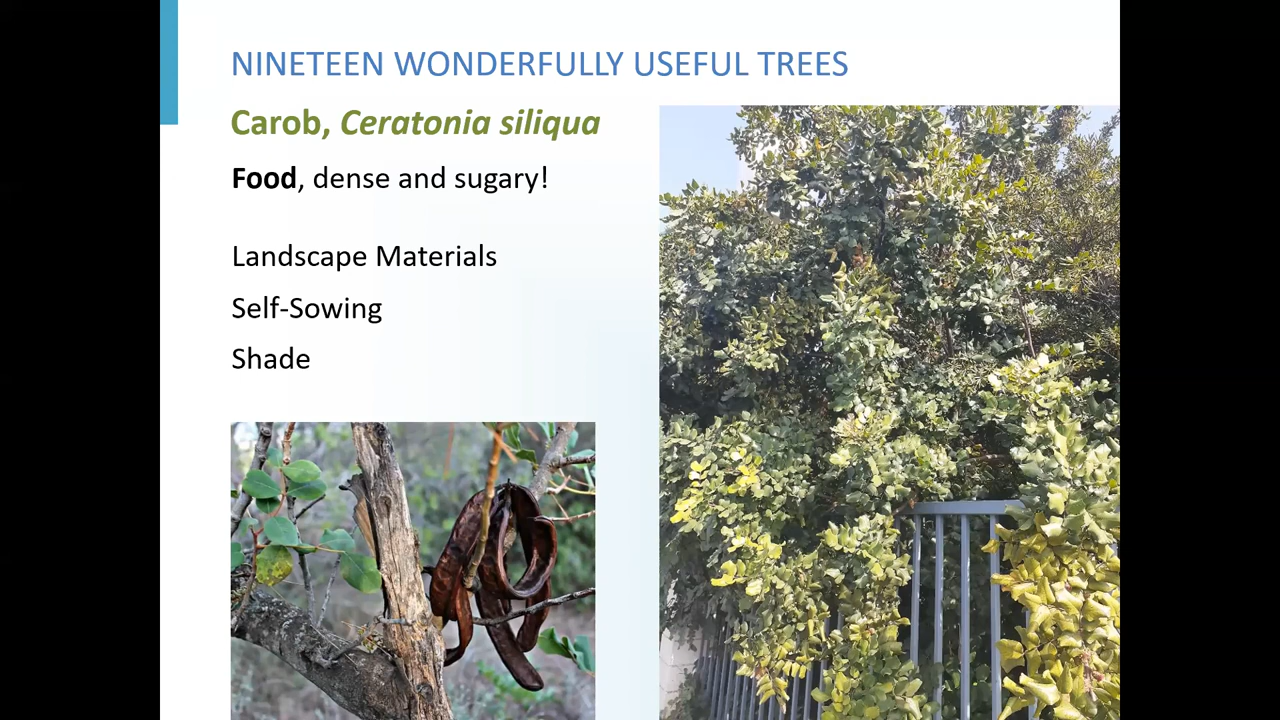 NINETEEN WONDERFULLY USEFUL TREES
Carob, Ceratonia siliqua
Food, dense and sugary!
Landscape Materials
Self-Sowing
Shade